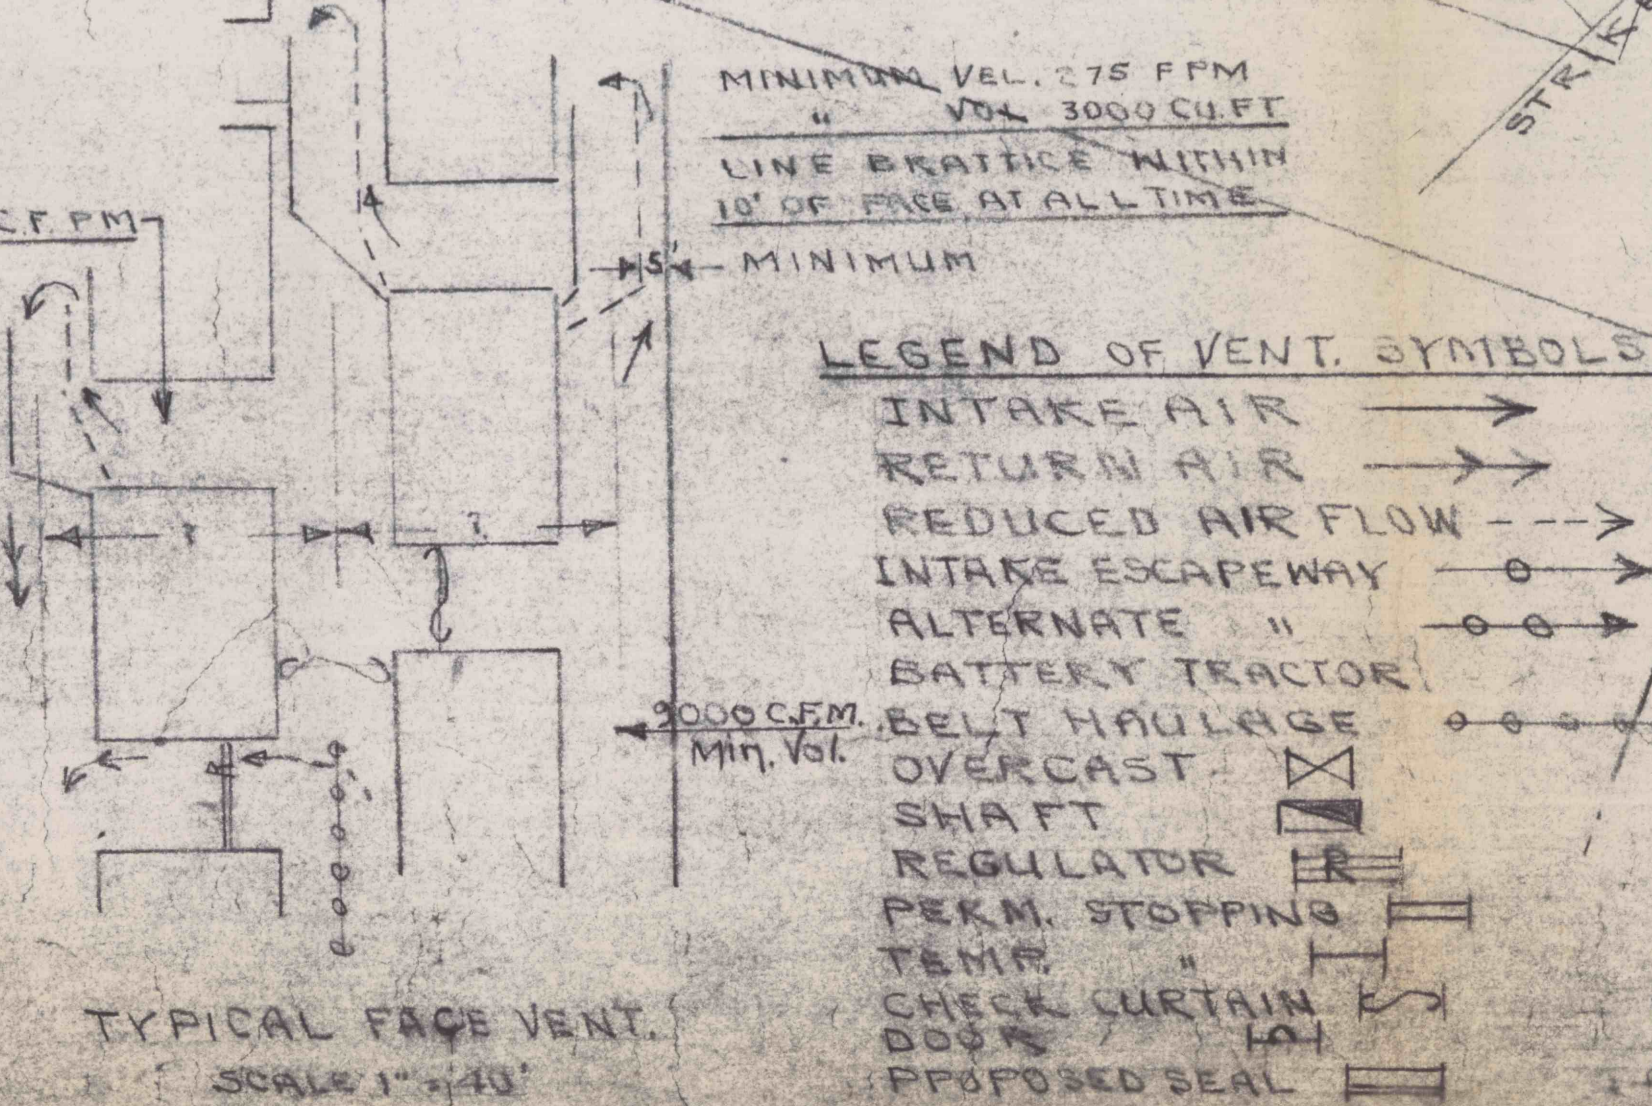 MINIMUM VEL. 275 FPM
" VOL 3000 CU.FT
LINE BRATTICE WITHIN
10' OF FACE AT ALL TIME
C.F. PM
5' MINIMUM
STRIKE
LEGEND OF VENT. SYMBOLS
INTAKE AIR
RETURN AIR
REDUCED AIR FLOW
INTAKE ESCAPEWAY
ALTERNATE "
BATTERY TRACTOR
BELT HAULAGE
OVERCAST
SHAFT
REGULATOR R
PERM. STOPPING
TEMP. "
CHECK CURTAIN
DOOR D
PPOPOSED SEAL
? ?
9000 C.F.M.
Min. Vol.
TYPICAL FACE VENT.
SCALE 1" = 40'